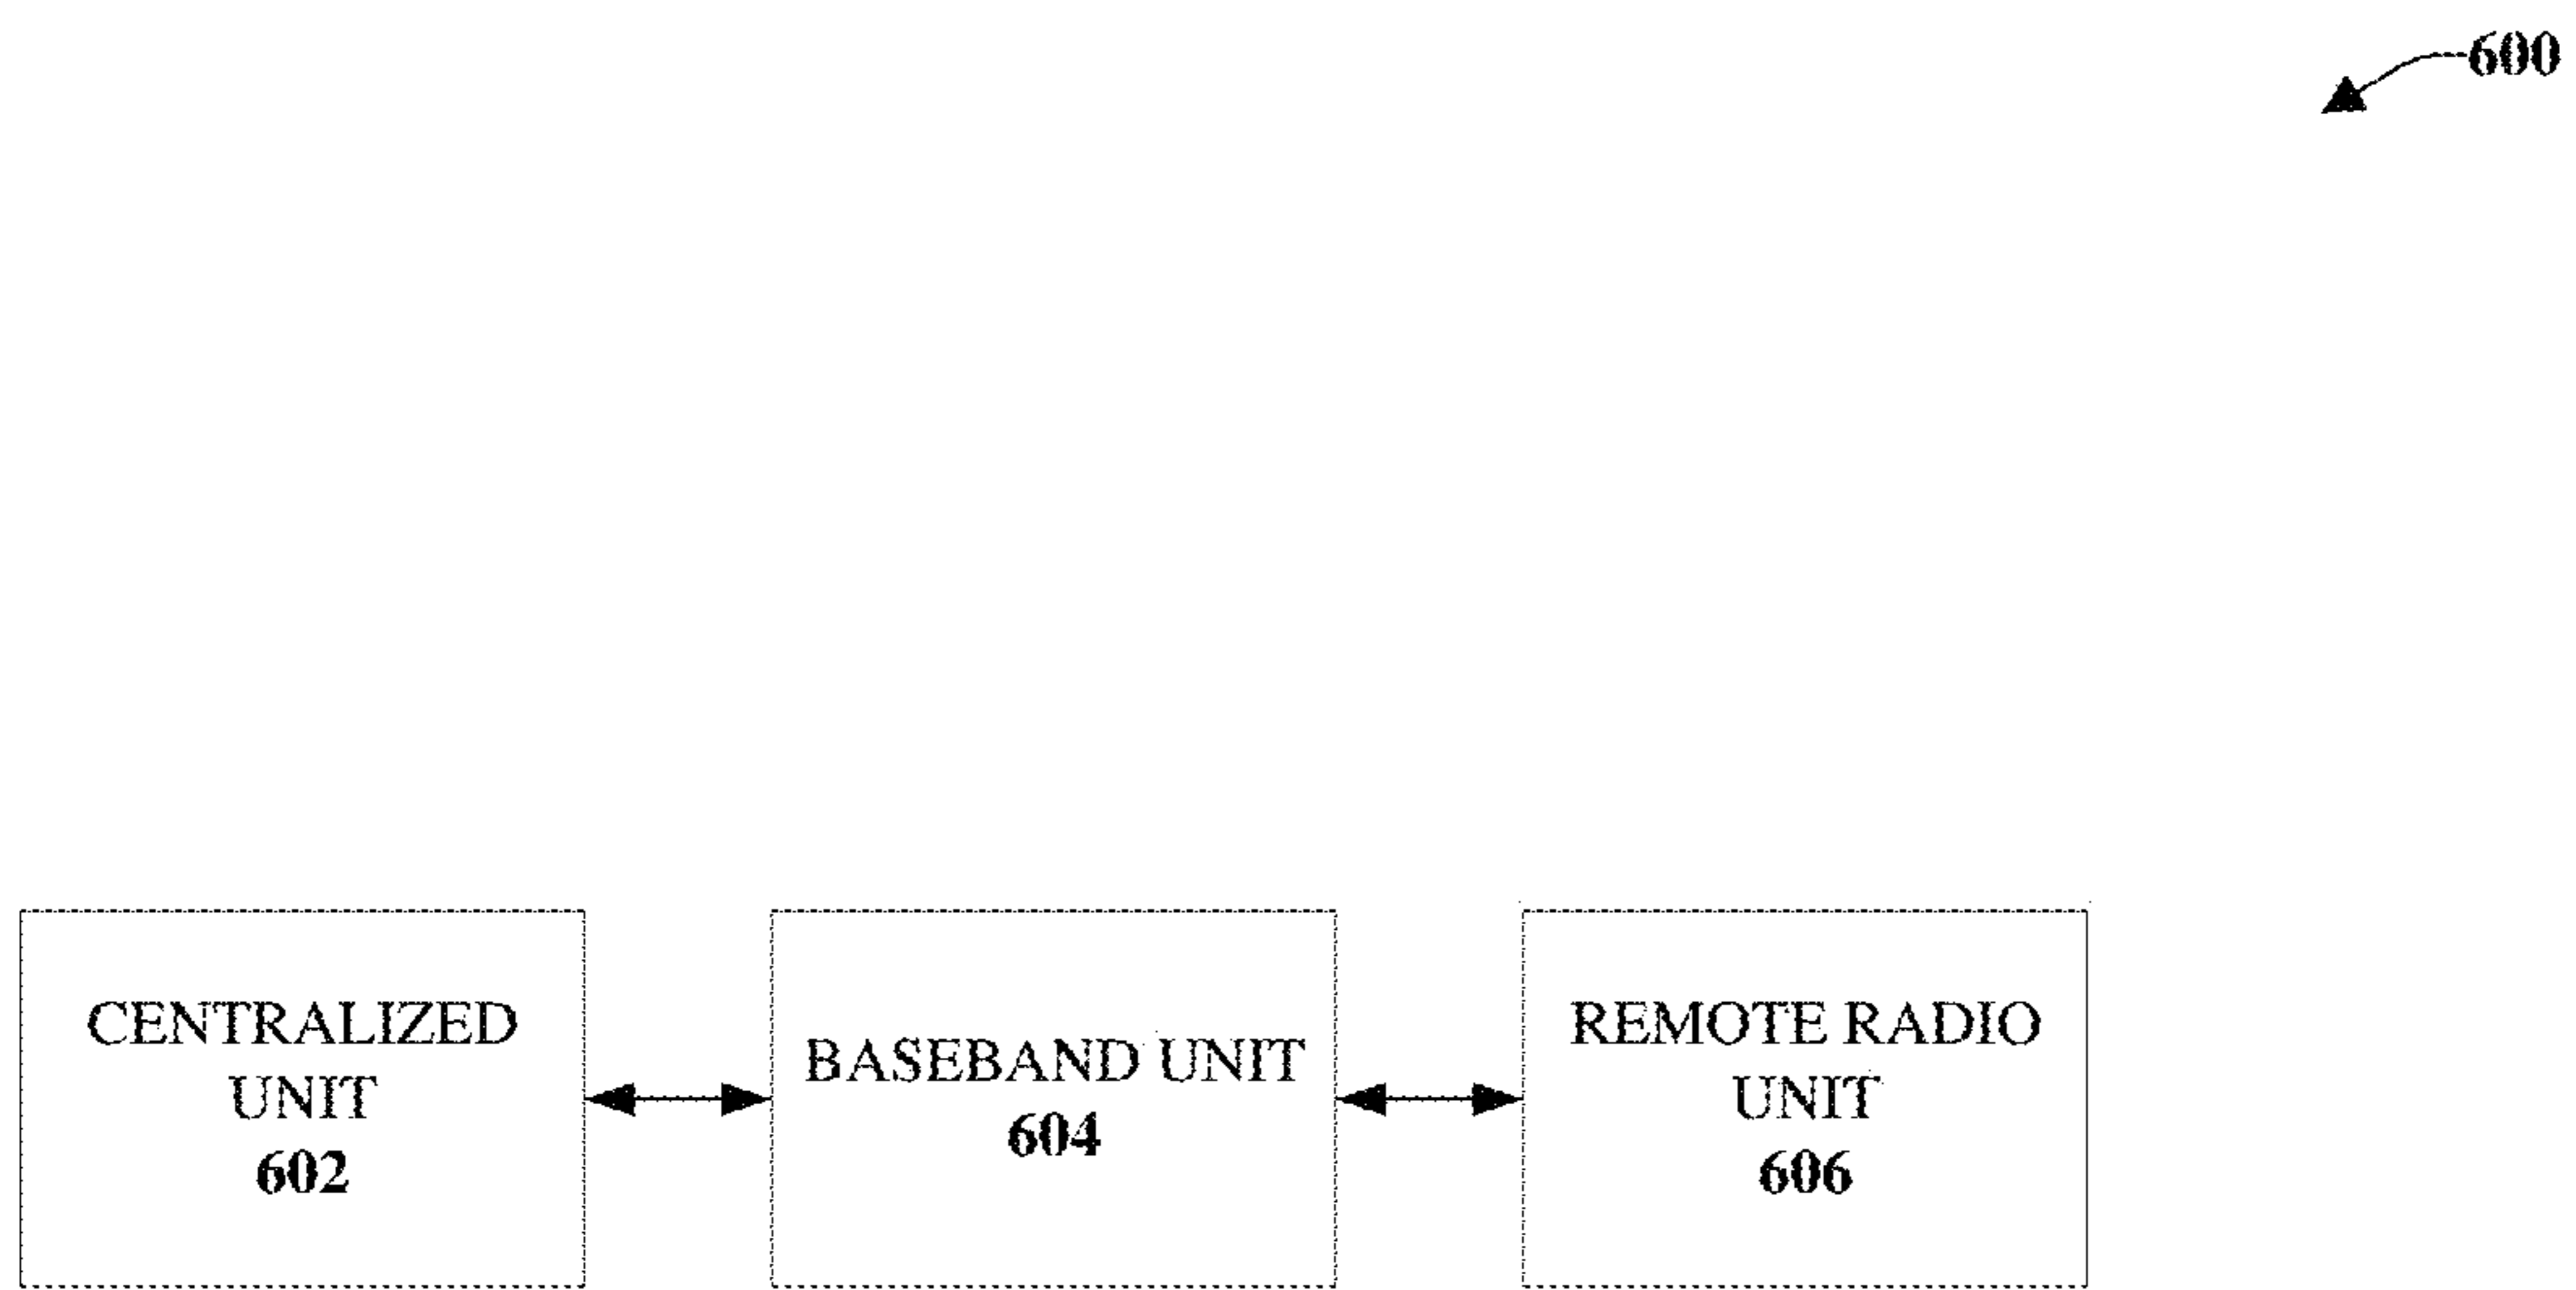 600
CENTRALIZED
UNIT
602
BASEBAND UNIT
604
REMOTE RADIO
UNIT
606